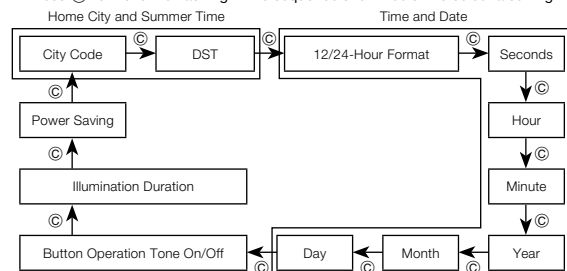 Home City and Summer Time
Time and Date
City Code
Ⓒ
DST
Ⓒ
12/24-Hour Format
Ⓒ
Seconds
Ⓒ
Hour
Ⓒ
Minute
Ⓒ
Year
Ⓒ
Month
Ⓒ
Day
Ⓒ
Button Operation Tone On/Off
Ⓒ
Illumination Duration
Ⓒ
Power Saving
Ⓒ